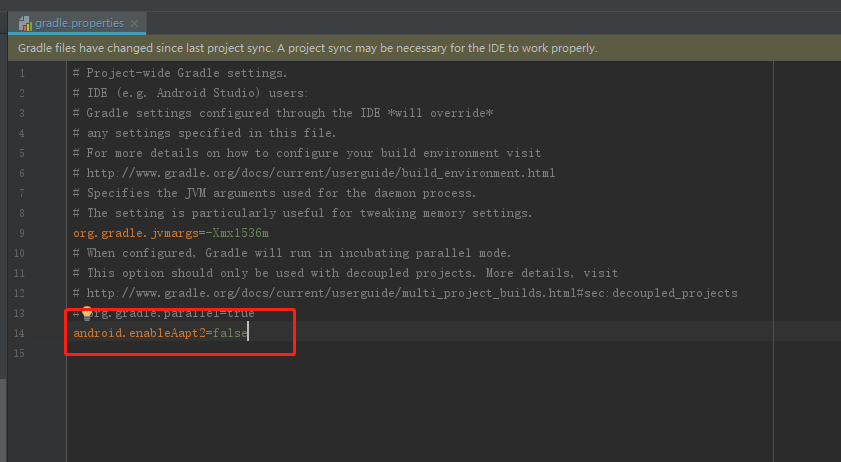 gradle.properties
Gradle files have changed since last project sync. A project sync may be necessary for the IDE to work properly.
1 # Project-wide Gradle settings.
2 # IDE (e.g. Android Studio) users:
3 # Gradle settings configured through the IDE *will override*
4 # any settings specified in this file.
5 # For more details on how to configure your build environment visit
6 # http://www.gradle.org/docs/current/userguide/build_environment.html
7 # Specifies the JVM arguments used for the daemon process.
8 # The setting is particularly useful for tweaking memory settings.
9 org.gradle.jvmargs=-Xmx1536m
10 # When configured, Gradle will run in incubating parallel mode.
11 # This option should only be used with decoupled projects. More details, visit
12 # http://www.gradle.org/docs/current/userguide/multi_project_builds.html#sec:decoupled_projects
13 # org.gradle.parallel=true
14 android.enableAapt2=false
15